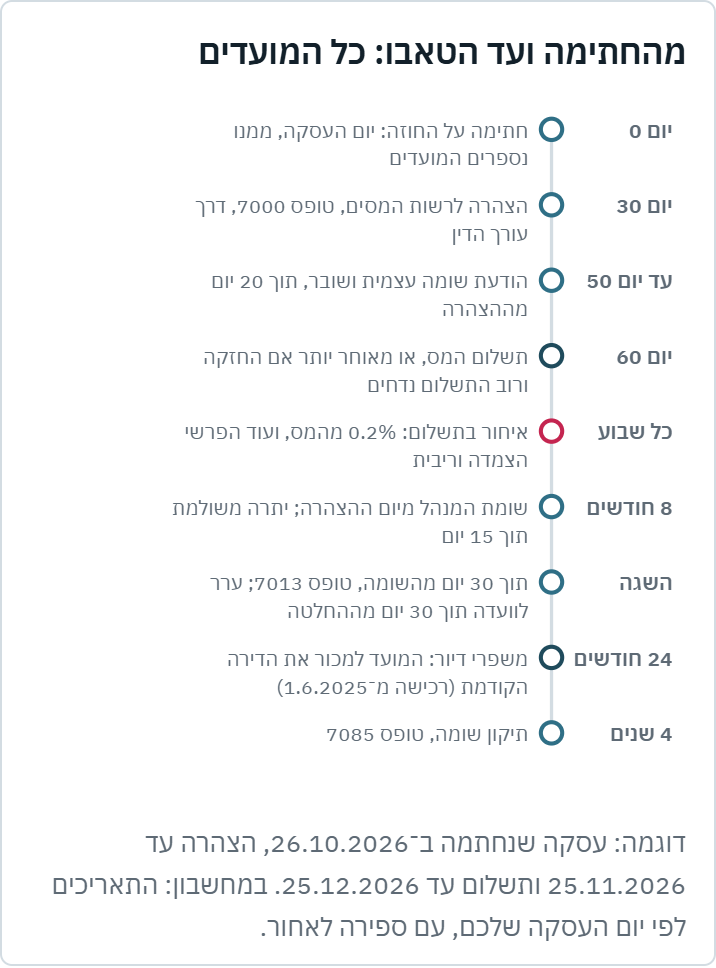 מהחתימה ועד הטאבו: כל המועדים
יום 0
חתימה על החוזה: יום העסקה, ממנו
נספרים המועדים
יום 30
הצהרה לרשות המסים, טופס 7000, דרך
עורך הדין
עד יום 50
הודעת שומה עצמית ושובר, תוך 20 יום
מההצהרה
יום 60
תשלום המס, או מאוחר יותר אם החזקה
ורוב התשלום נדחים
כל שבוע
איחור בתשלום: 0.2% מהמס, ועוד הפרשי
הצמדה וריבית
8 חודשים
שומת המנהל מיום ההצהרה; יתרה משולמת
תוך 15 יום
השגה
תוך 30 יום מהשומה, טופס 7013; ערר
לוועדה תוך 30 יום מההחלטה
24 חודשים
משפרי דיור: המועד למכור את הדירה
הקודמת (רכישה מ־1.6.2025)
4 שנים
תיקון שומה, טופס 7085
דוגמה: עסקה שנחתמה ב־26.10.2026, הצהרה עד
25.11.2026 ותשלום עד 25.12.2026. במחשבון: התאריכים
לפי יום העסקה שלכם, עם ספירה לאחור.